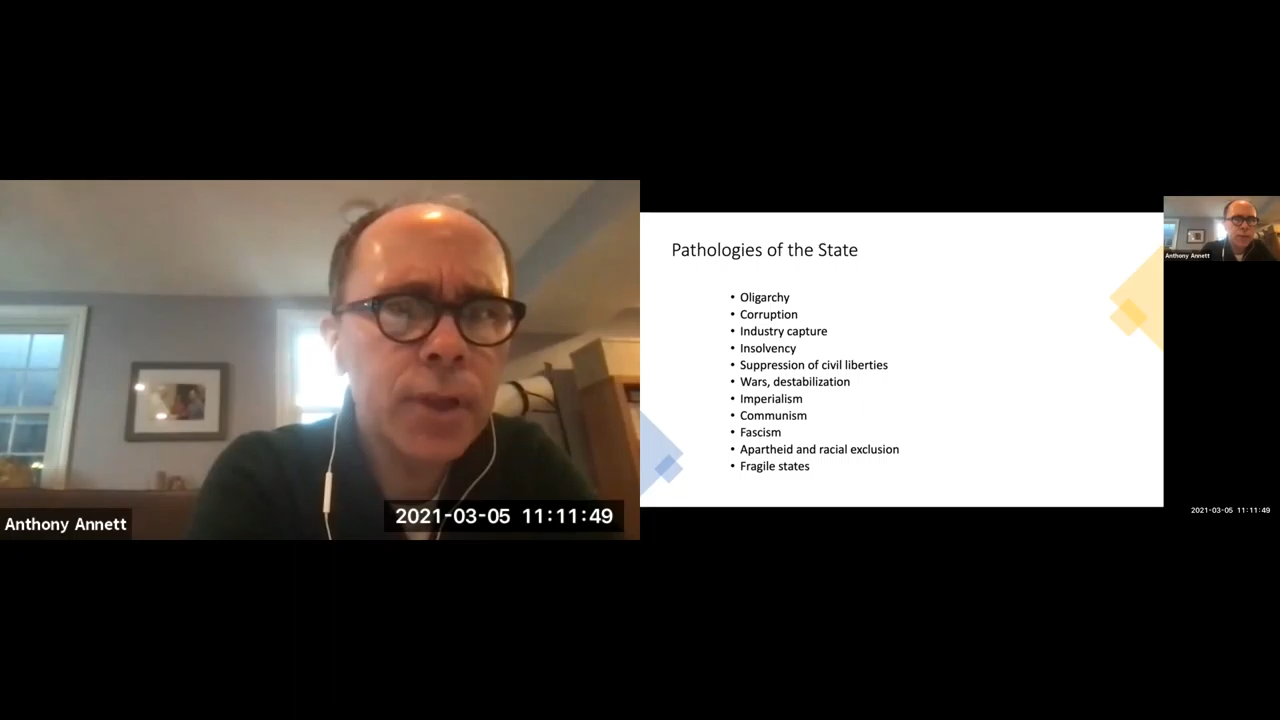 Anthony Annett
2021-03-05 11:11:49
Pathologies of the State
• Oligarchy
• Corruption
• Industry capture
• Insolvency
• Suppression of civil liberties
• Wars, destabilization
• Imperialism
• Communism
• Fascism
• Apartheid and racial exclusion
• Fragile states
Anthony Annett
2021-03-05 11:11:49